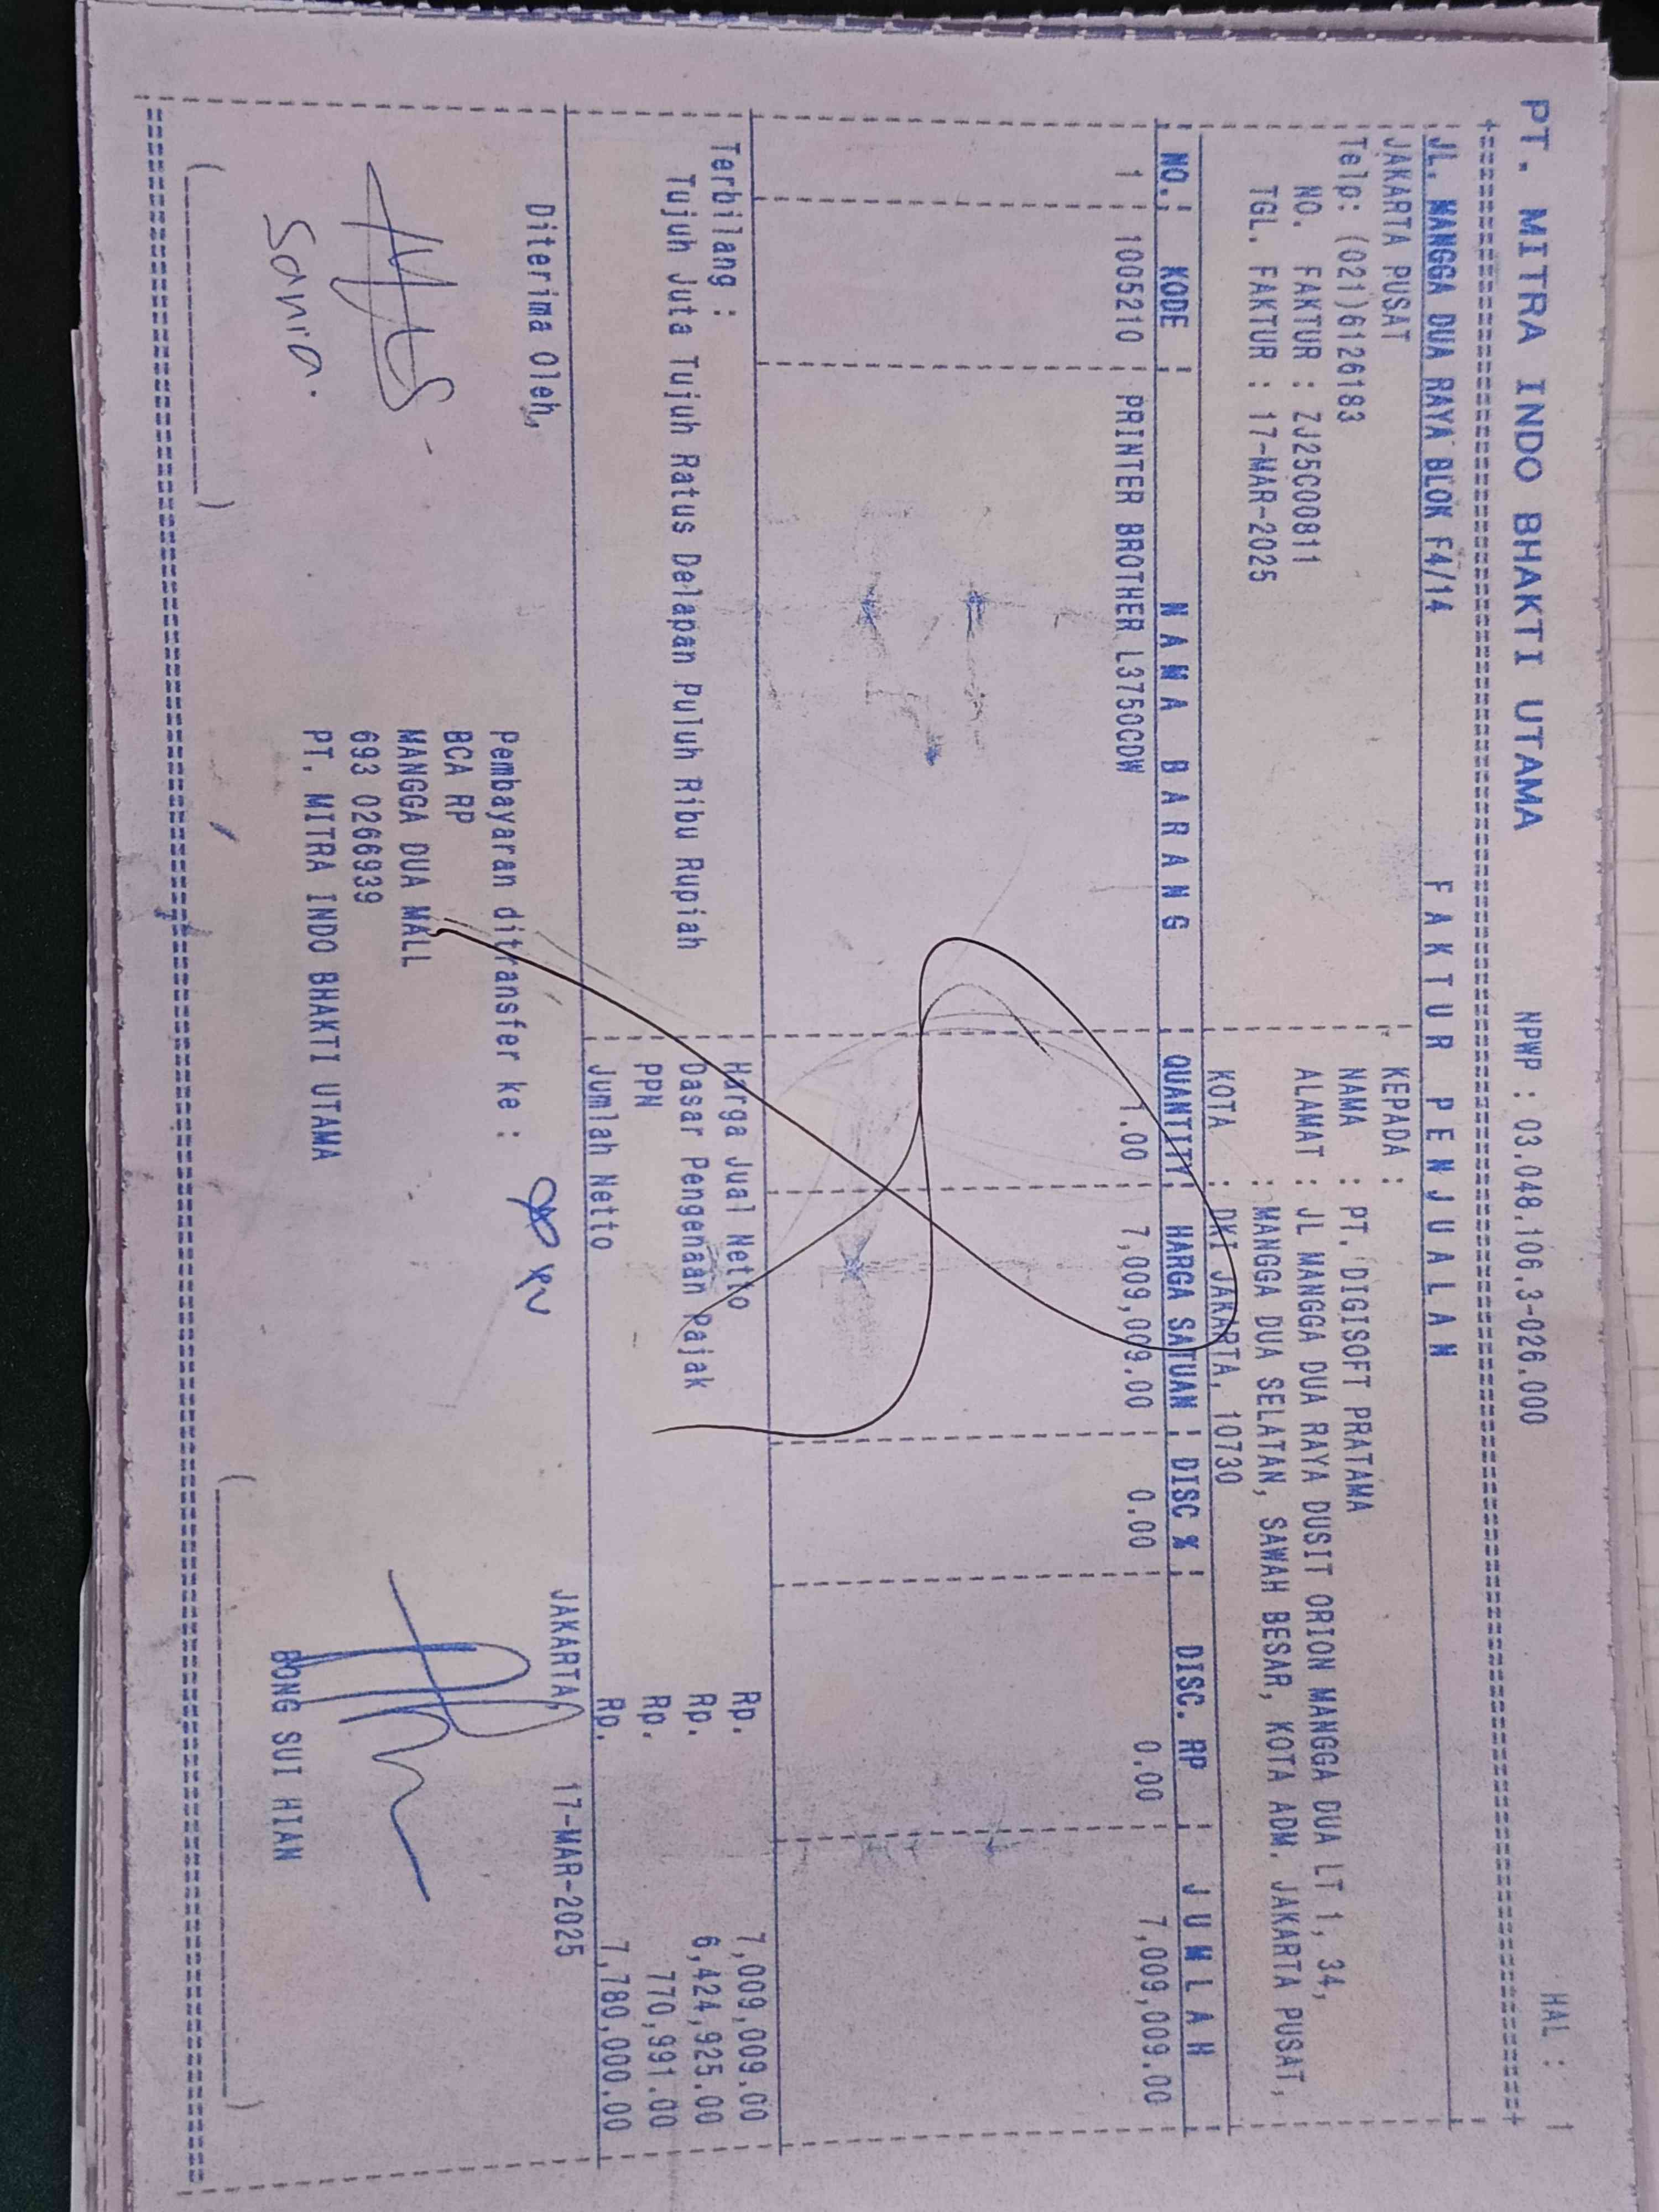 PT. MITRA INDO BHAKTI UTAMA NPWP : 03.048.106.3-026.000 HAL : 1
JL. MANGGA DUA RAYA BLOK F4/14 F A K T U R P E N J U A L A N
JAKARTA PUSAT KEPADA :
Telp: (021)6126183 NAMA : PT. DIGISOFT PRATAMA
NO. FAKTUR : ZJ25C00811 ALAMAT : JL MANGGA DUA RAYA DUSIT ORION MANGGA DUA LT 1, 34,
TGL. FAKTUR : 17-MAR-2025 : MANGGA DUA SELATAN, SAWAH BESAR, KOTA ADM. JAKARTA PUSAT,
KOTA : DKI JAKARTA, 10730
NO. KODE N A M A B A R A N G QUANTITY HARGA SATUAN DISC % DISC. RP J U M L A H
1 1005210 PRINTER BROTHER L3750CDW 1.00 7,009,009.00 0.00 0.00 7,009,009.00
Terbilang : Harga Jual Netto Rp. 7,009,009.00
Tujuh Juta Tujuh Ratus Delapan Puluh Ribu Rupiah Dasar Pengenaan Pajak Rp. 6,424,925.00
PPN Rp. 770,991.00
Jumlah Netto Rp. 7,780,000.00
Diterima Oleh, JAKARTA, 17-MAR-2025
Pembayaran ditransfer ke :
BCA RP
MANGGA DUA MALL
693 0266939
PT. MITRA INDO BHAKTI UTAMA
Sanira.
BONG SUI HIAN